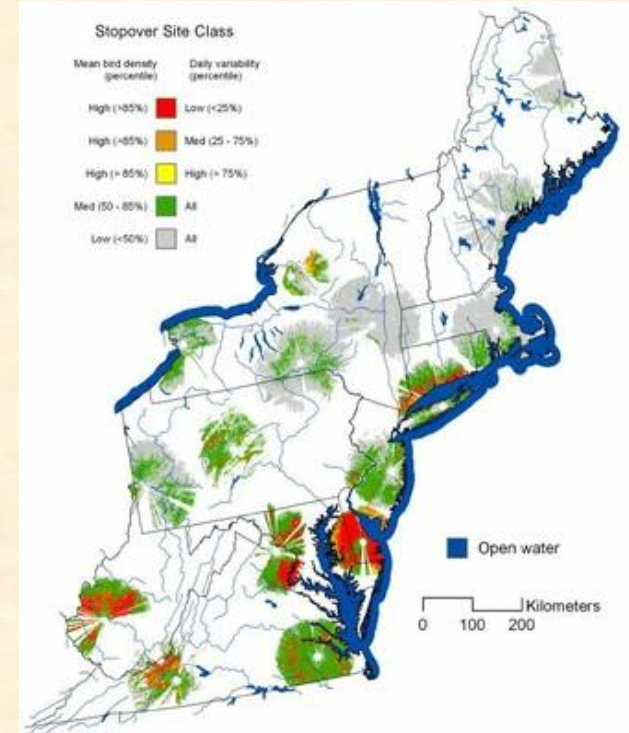 Stopover Site Class
Mean bird density Daily variability
(percentile) (percentile)
High (>85%) Low (<25%)
High (>85%) Med (25 - 75%)
High (> 85%) High (> 75%)
Med (50 - 85%) All
Low (<50%) All
Open water
Kilometers
0 100 200